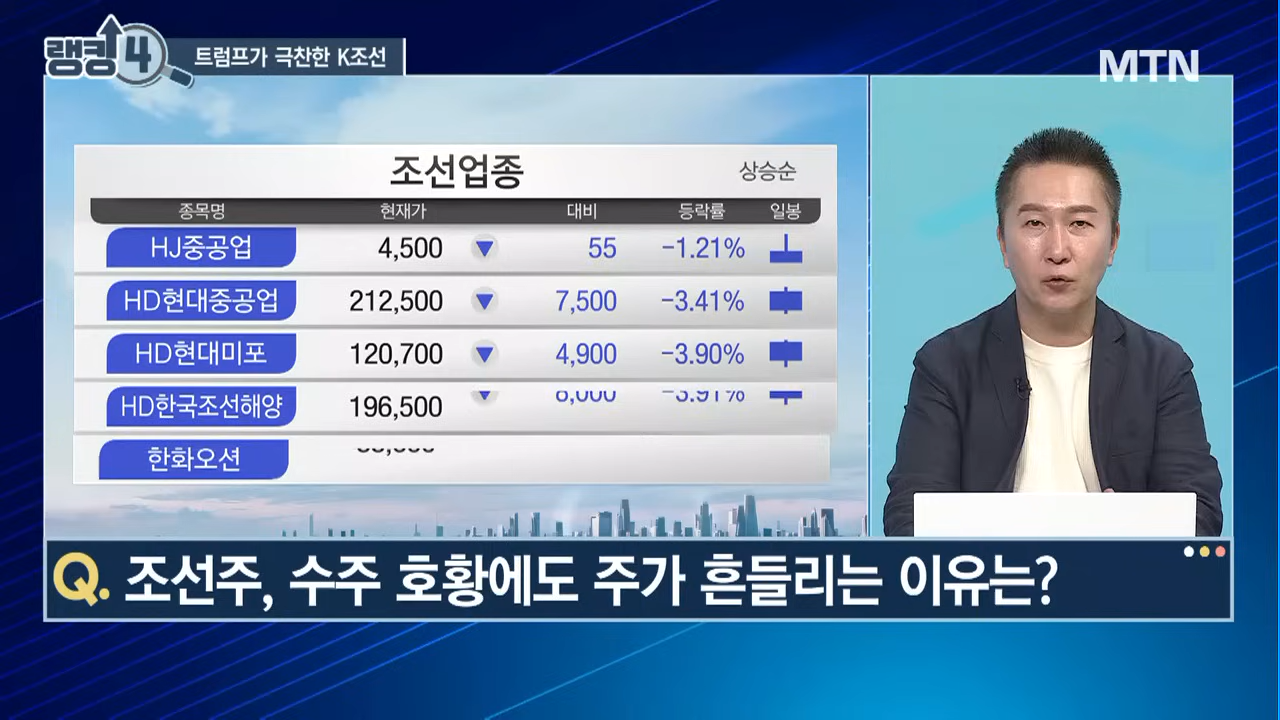 랭킹4
트럼프가 극찬한 K조선
MTN
조선업종
상승순
종목명 현재가 대비 등락률 일봉
HJ중공업 4,500 ▼ 55 -1.21%
HD현대중공업 212,500 ▼ 7,500 -3.41%
HD현대미포 120,700 ▼ 4,900 -3.90%
HD한국조선해양 196,500 ▼ 8,000 -3.91%
한화오션
Q. 조선주, 수주 호황에도 주가 흔들리는 이유는?